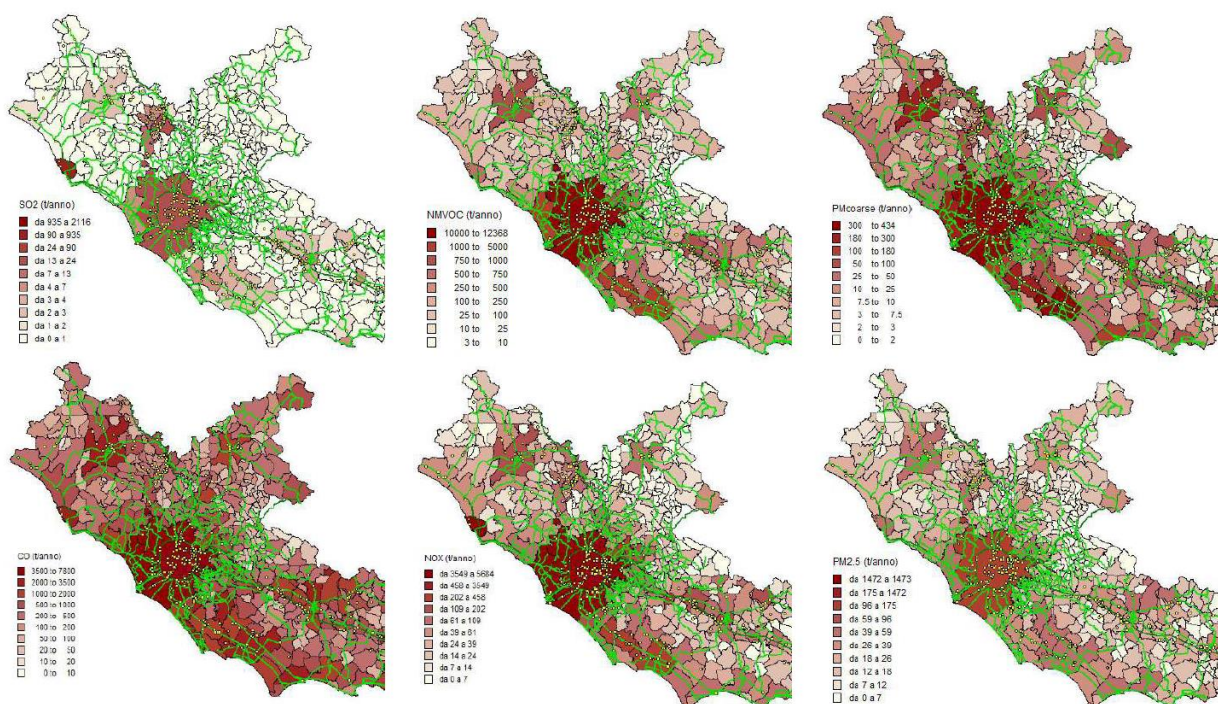 SO2 (t/anno)
da 935 a 2116
da 90 a 935
da 24 a 90
da 13 a 24
da 7 a 13
da 4 a 7
da 3 a 4
da 2 a 3
da 1 a 2
da 0 a 1
NMVOC (t/anno)
10000 to 12368
1000 to 5000
750 to 1000
500 to 750
250 to 500
100 to 250
25 to 100
10 to 25
3 to 10
PMcoarse (t/anno)
300 to 434
180 to 300
100 to 180
50 to 100
25 to 50
10 to 25
7.5 to 10
3 to 7.5
2 to 3
0 to 2
CO (t/anno)
3500 to 7800
2000 to 3500
1000 to 2000
500 to 1000
200 to 500
100 to 200
50 to 100
20 to 50
10 to 20
0 to 10
NOX (t/anno)
da 3549 a 5684
da 458 a 3549
da 202 a 458
da 109 a 202
da 61 a 109
da 39 a 61
da 24 a 39
da 14 a 24
da 7 a 14
da 0 a 7
PM2.5 (t/anno)
da 1472 a 1473
da 175 a 1472
da 96 a 175
da 59 a 96
da 39 a 59
da 26 a 39
da 18 a 26
da 12 a 18
da 7 a 12
da 0 a 7